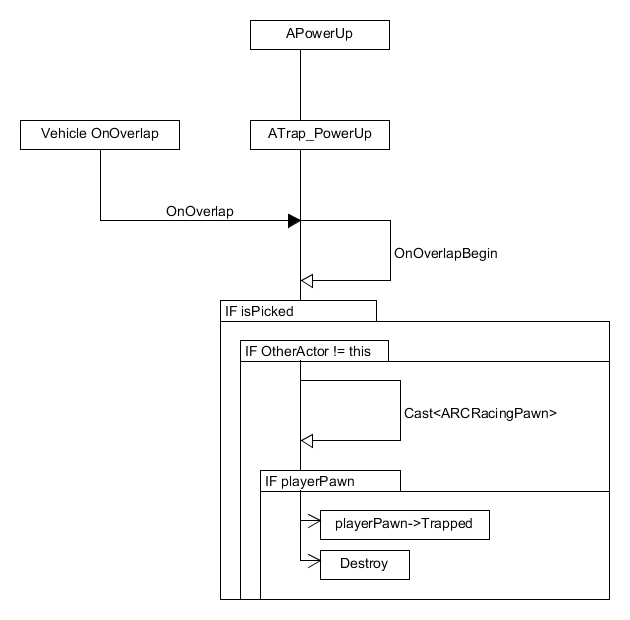 APowerUp
Vehicle OnOverlap
ATrap_PowerUp
OnOverlap
OnOverlapBegin
IF isPicked
IF OtherActor != this
Cast<ARCRacingPawn>
IF playerPawn
playerPawn->Trapped
Destroy